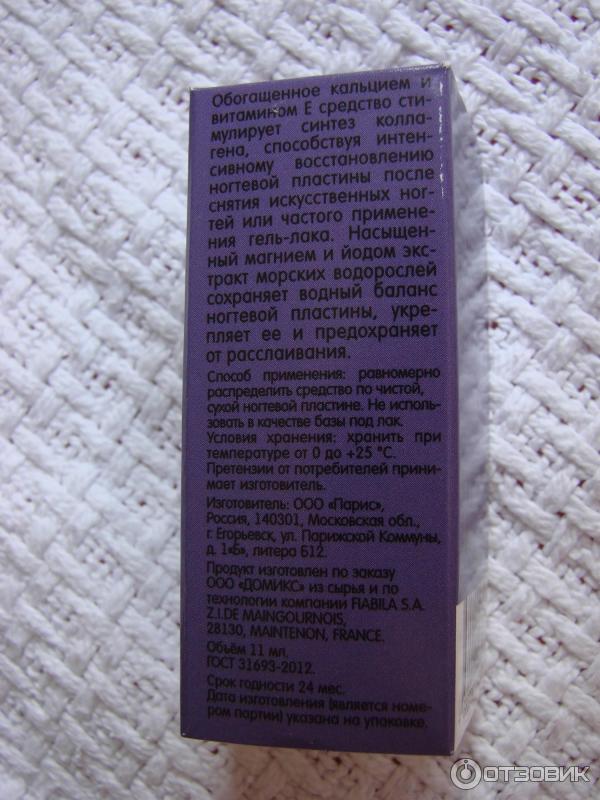 Обогащенное кальцием и
витамином Е средство сти-
мулирует синтез колла-
гена, способствуя интен-
сивному восстановлению
ногтевой пластины после
снятия искусственных ног-
тей или частого примене-
ния гель-лака. Насыщен-
ный магнием и йодом экс-
тракт морских водорослей
сохраняет водный баланс
ногтевой пластины, укре-
пляет ее и предохраняет
от расслаивания.
Способ применения: равномерно
распределить средство по чистой,
сухой ногтевой пластине. Не исполь-
зовать в качестве базы под лак.
Условия хранения: хранить при
температуре от 0 до +25 °С.
Претензии от потребителей прини-
мает изготовитель.
Изготовитель: ООО «Парис»,
Россия, 140301, Московская обл.,
г. Егорьевск, ул. Парижской Коммуны,
д. 1«Б», литера Б12.
Продукт изготовлен по заказу
ООО «ДОМИКС» из сырья и по
технологии компании FIABILA S.A.
Z.I.DE MAINGOURNOIS,
28130, MAINTENON, FRANCE.
Объём 11 мл.
ГОСТ 31693-2012.
Срок годности 24 мес.
Дата изготовления (является номе-
ром партии) указана на упаковке.
ОТЗОВИК